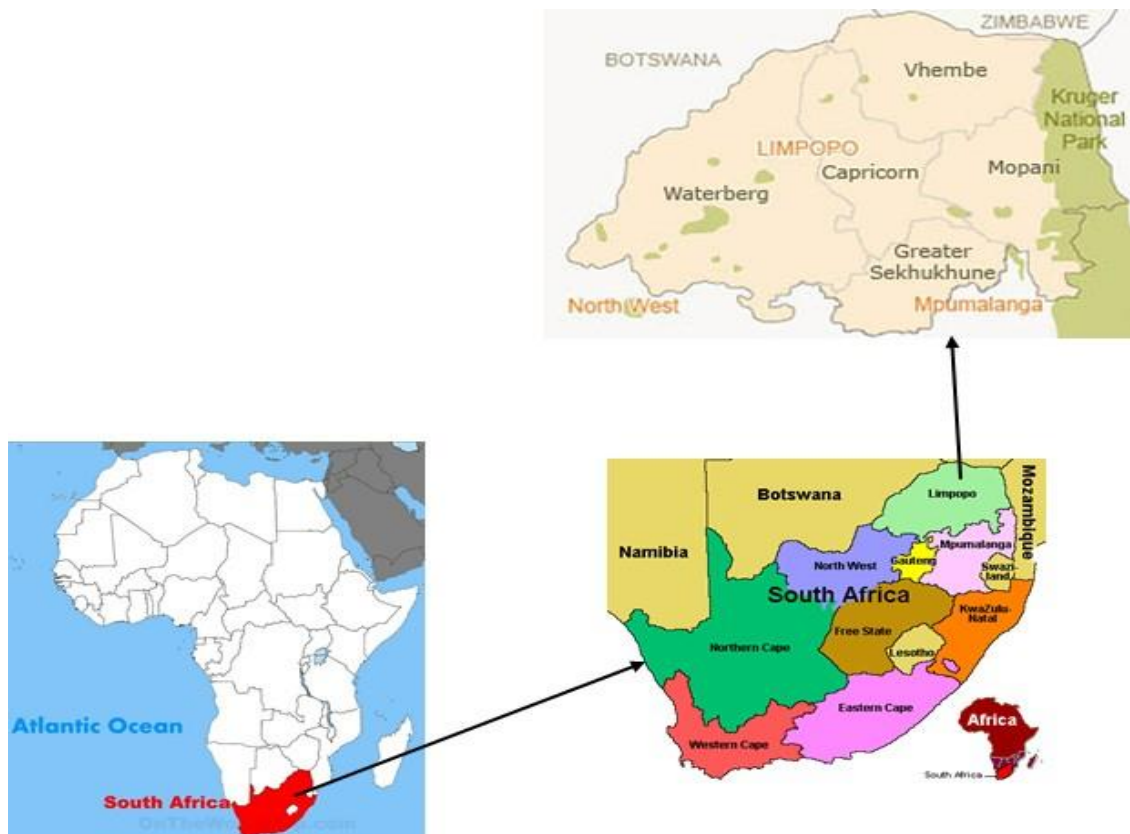 ZIMBABWE
BOTSWANA
Vhembe
Kruger
National
Park
LIMPOPO
Capricorn
Mopani
Waterberg
Greater
Sekhukhune
North West
Mpumalanga
Atlantic Ocean
South Africa
Botswana
Limpopo
Mozambique
Namibia
North West
Gauteng
Mpumalanga
Swazi-
land
South Africa
KwaZulu-
Natal
Free State
Lesotho
Northern Cape
Eastern Cape
Western Cape
Africa
South Africa